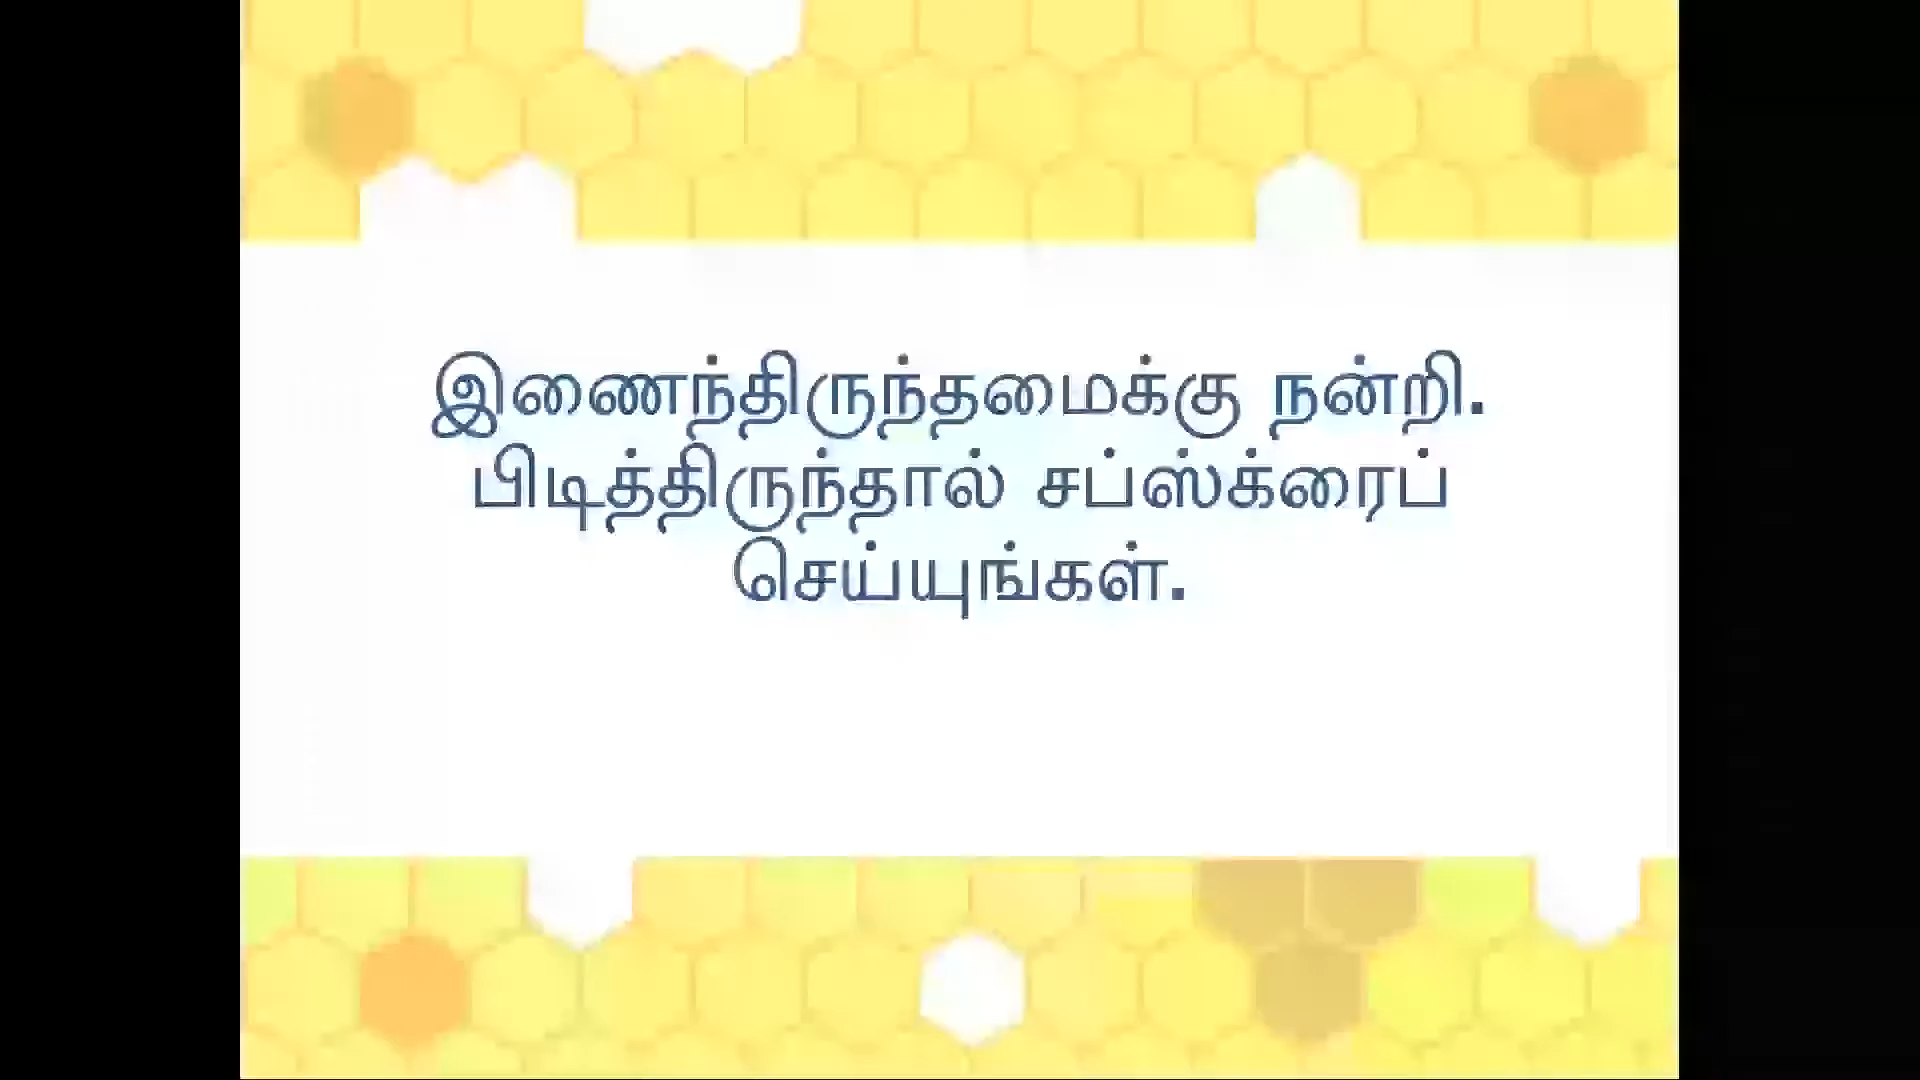 இணைந்திருந்தமைக்கு நன்றி.
பிடித்திருந்தால் சப்ஸ்க்ரைப்
செய்யுங்கள்.